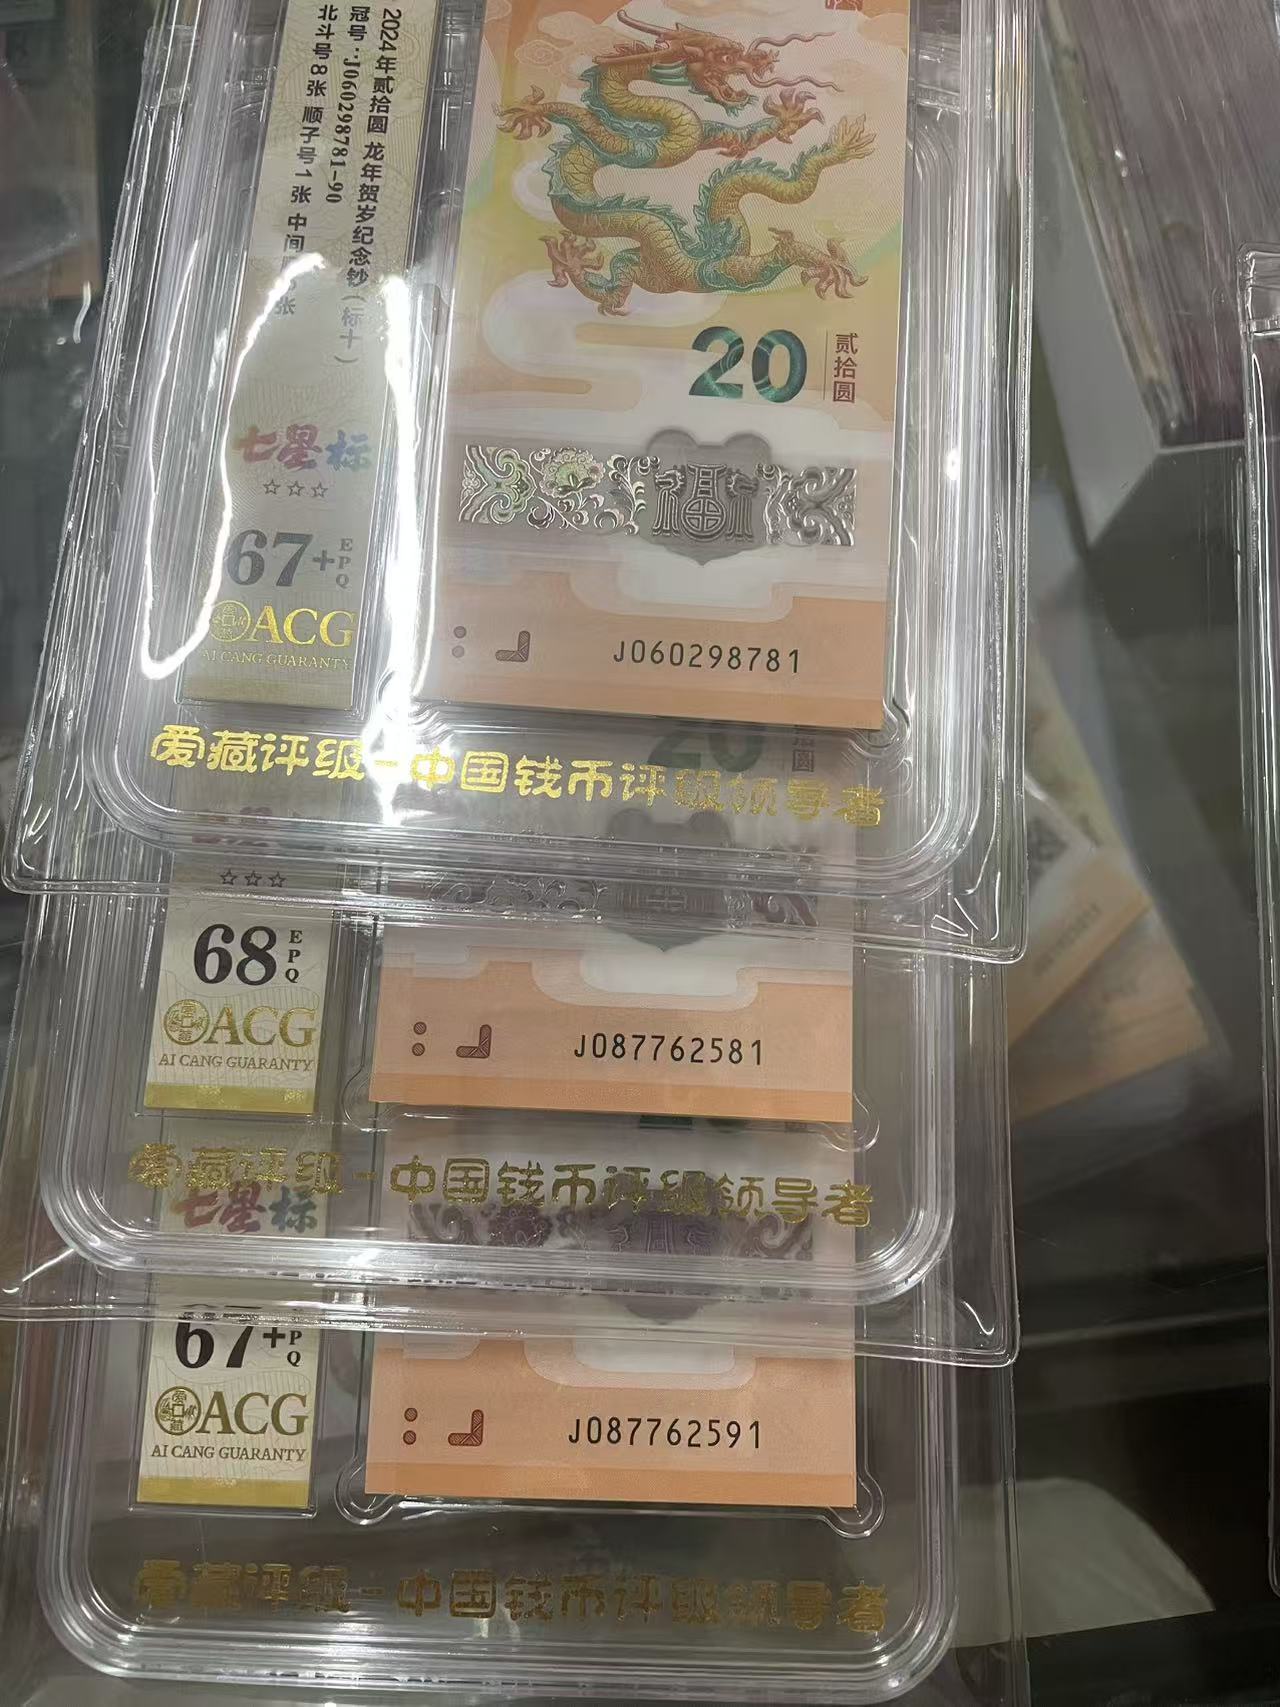 2024年贰拾圆 龙年贺岁纪念钞(标十)
冠号:J060298781-90
北斗号8张 顺子号1张 中间
张
七星标
☆☆☆
67+ EPQ
ACG
AI CANG GUARANTY
20 贰拾圆
J060298781
爱藏评级-中国钱币评级领导者
20 拾圆
☆☆☆
68 EPQ
ACG
AI CANG GUARANTY
J087762581
爱藏评级-中国钱币评级领导者
七星标
67+ PQ
ACG
AI CANG GUARANTY
J087762591
爱藏评级-中国钱币评级领导者